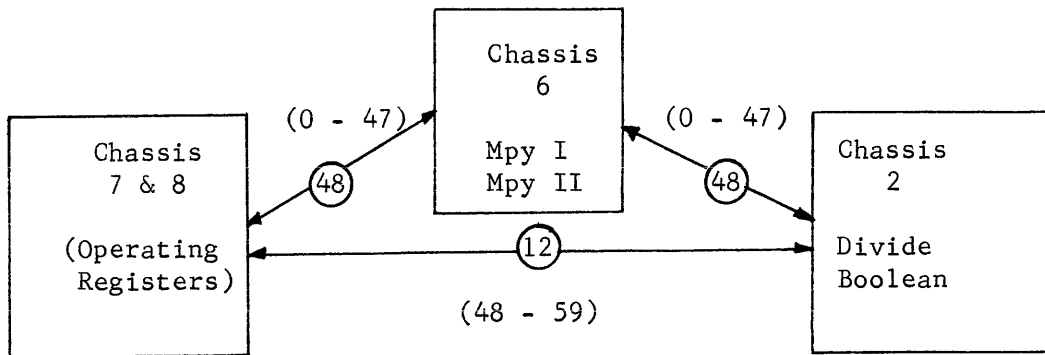 Chassis
6
Mpy I
Mpy II
(0 - 47)
(0 - 47)
48
48
Chassis
7 & 8
(Operating
Registers)
Chassis
2
Divide
Boolean
12
(48 - 59)